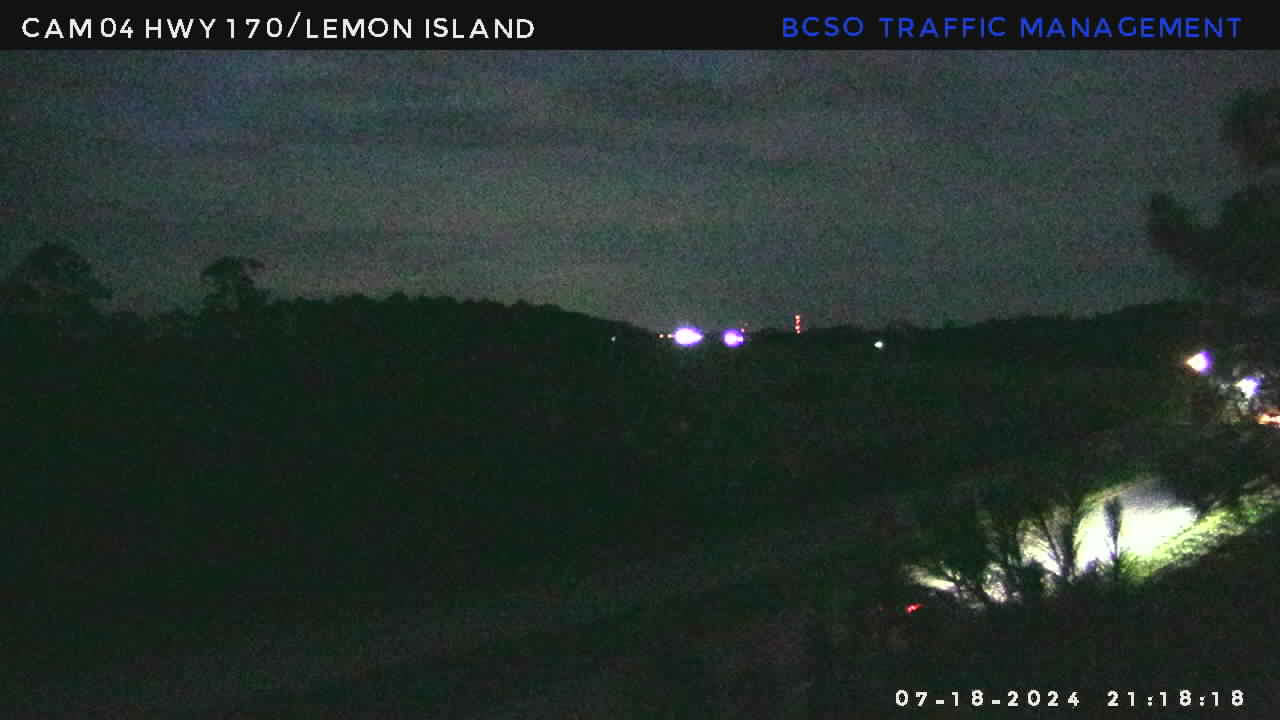 CAM04 HWY 170/LEMON ISLAND
BCSO TRAFFIC MANAGEMENT
07-18-2024 21:18:18